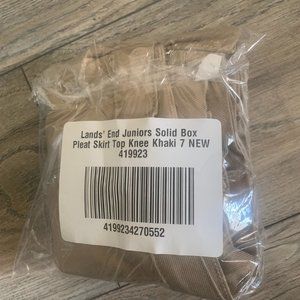 Lands' End Juniors Solid Box
Pleat Skirt Top Knee Khaki 7 NEW
419923
4199234270552